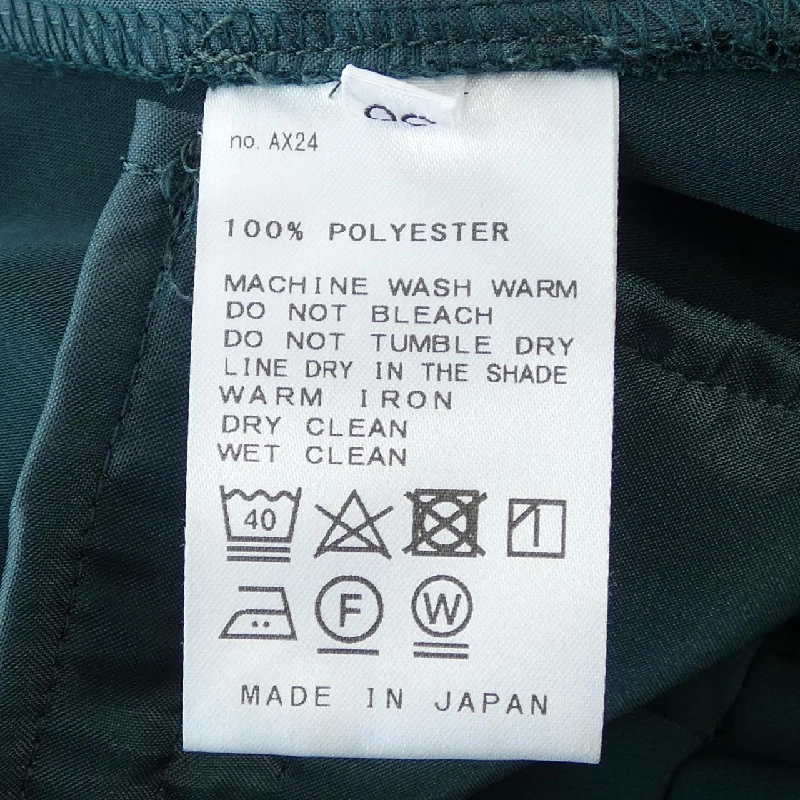 no. AX24
100% POLYESTER
MACHINE WASH WARM
DO NOT BLEACH
DO NOT TUMBLE DRY
LINE DRY IN THE SHADE
WARM IRON
DRY CLEAN
WET CLEAN
40
F W
MADE IN JAPAN